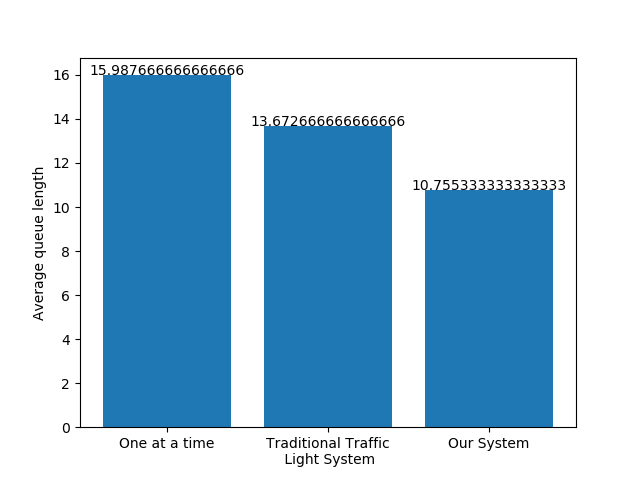 15.987666666666666
13.672666666666666
10.755333333333333
16
14
12
10
8
6
4
2
0
Average queue length
One at a time
Traditional Traffic
Light System
Our System